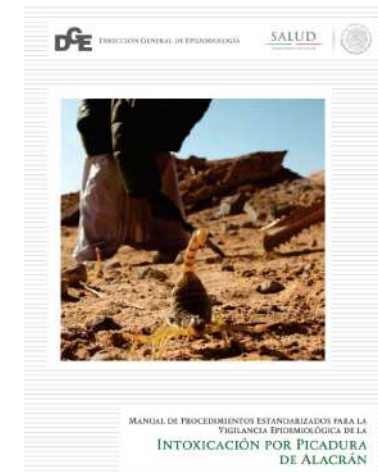 DGE DIRECCIÓN GENERAL DE EPIDEMIOLOGÍA
SALUD
MANUAL DE PROCEDIMIENTOS ESTANDARIZADOS PARA LA
VIGILANCIA EPIDEMIOLÓGICA DE LA
INTOXICACIÓN POR PICADURA
DE ALACRÁN